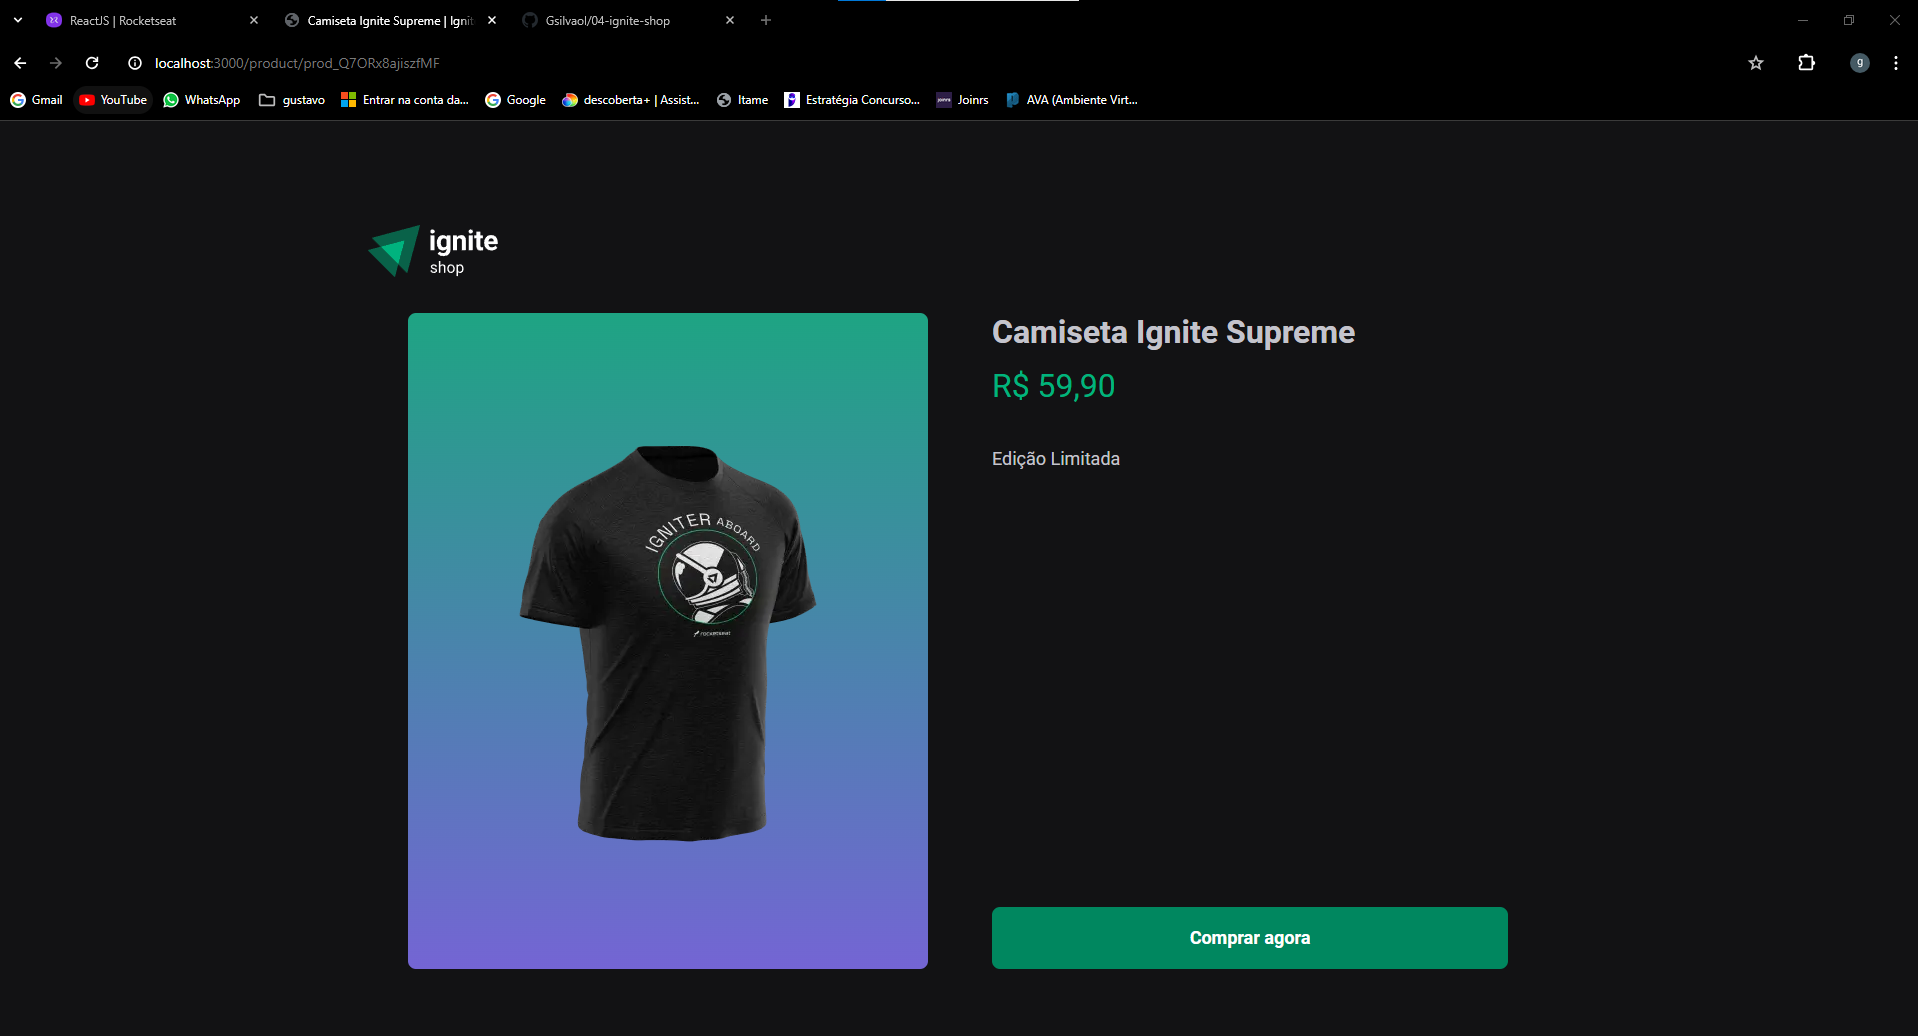 ReactJS | Rocketseat
Camiseta Ignite Supreme | Ignit
Gsilvaol/04-ignite-shop
localhost:3000/product/prod_Q7ORx8ajiszfMF
g
Gmail
YouTube
WhatsApp
gustavo
Entrar na conta da...
Google
descoberta+ | Assist...
Itame
Estratégia Concurso...
Joinrs
AVA (Ambiente Virt...
ignite
shop
Camiseta Ignite Supreme
R$ 59,90
Edição Limitada
IGNITER ABOARD
rocketseat
Comprar agora